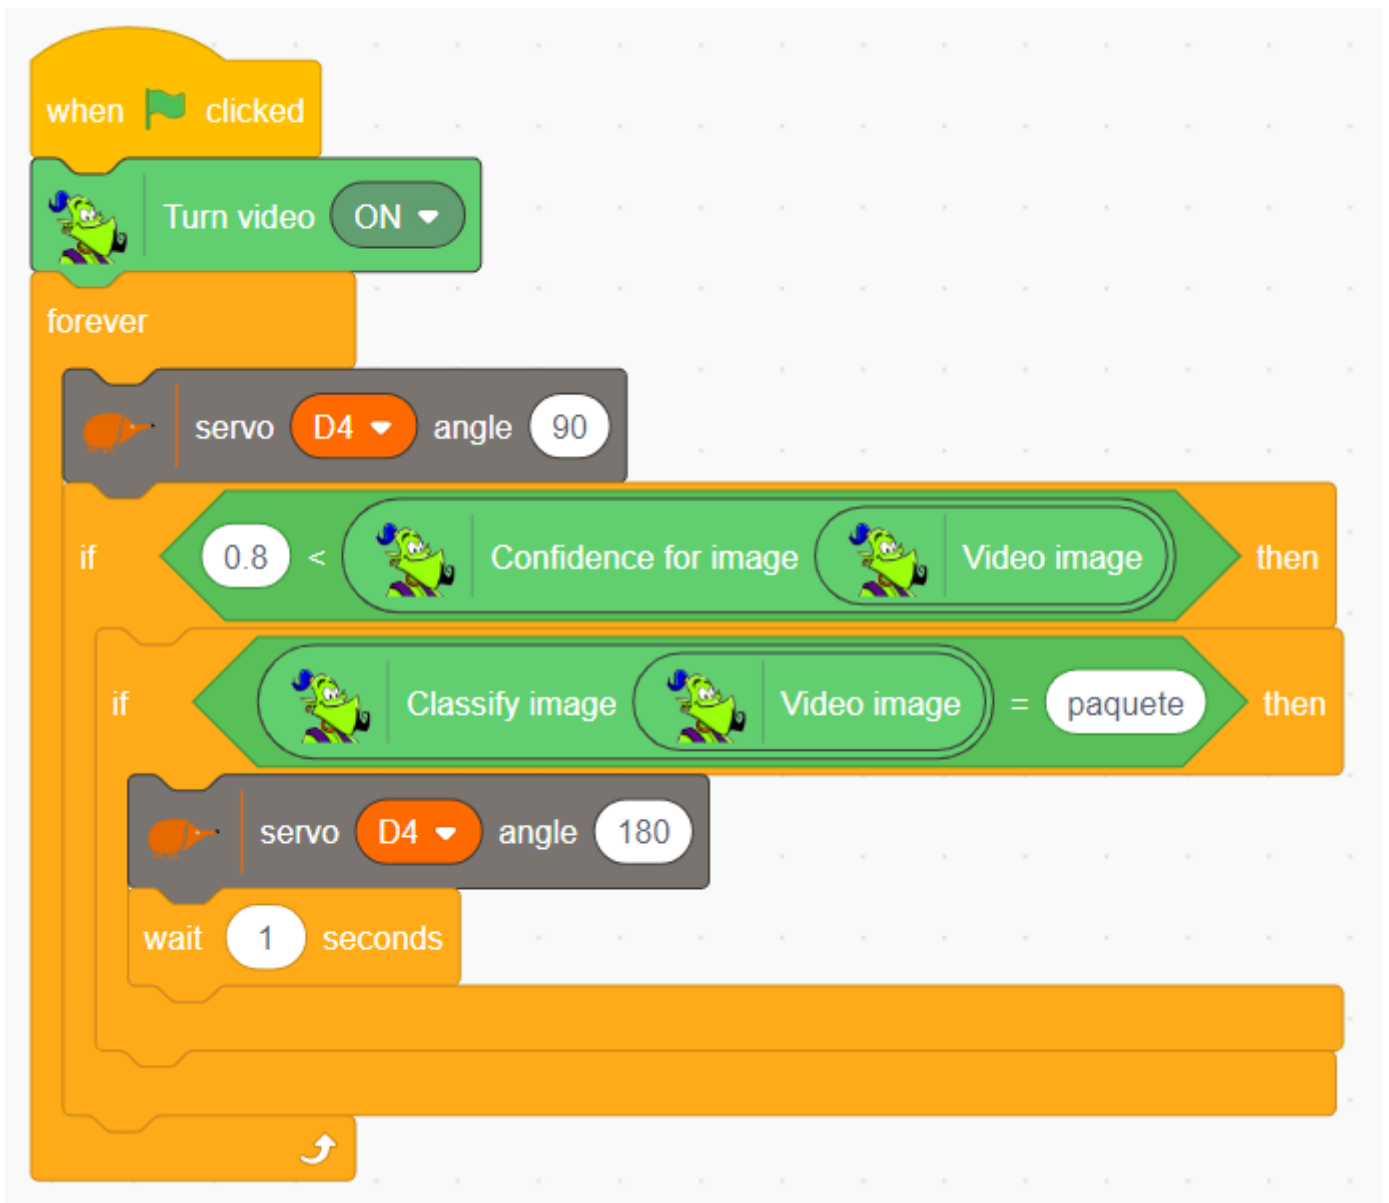 when clicked
Turn video ON
forever
servo D4 angle 90
if 0.8 < Confidence for image Video image then
if Classify image Video image = paquete then
servo D4 angle 180
wait 1 seconds